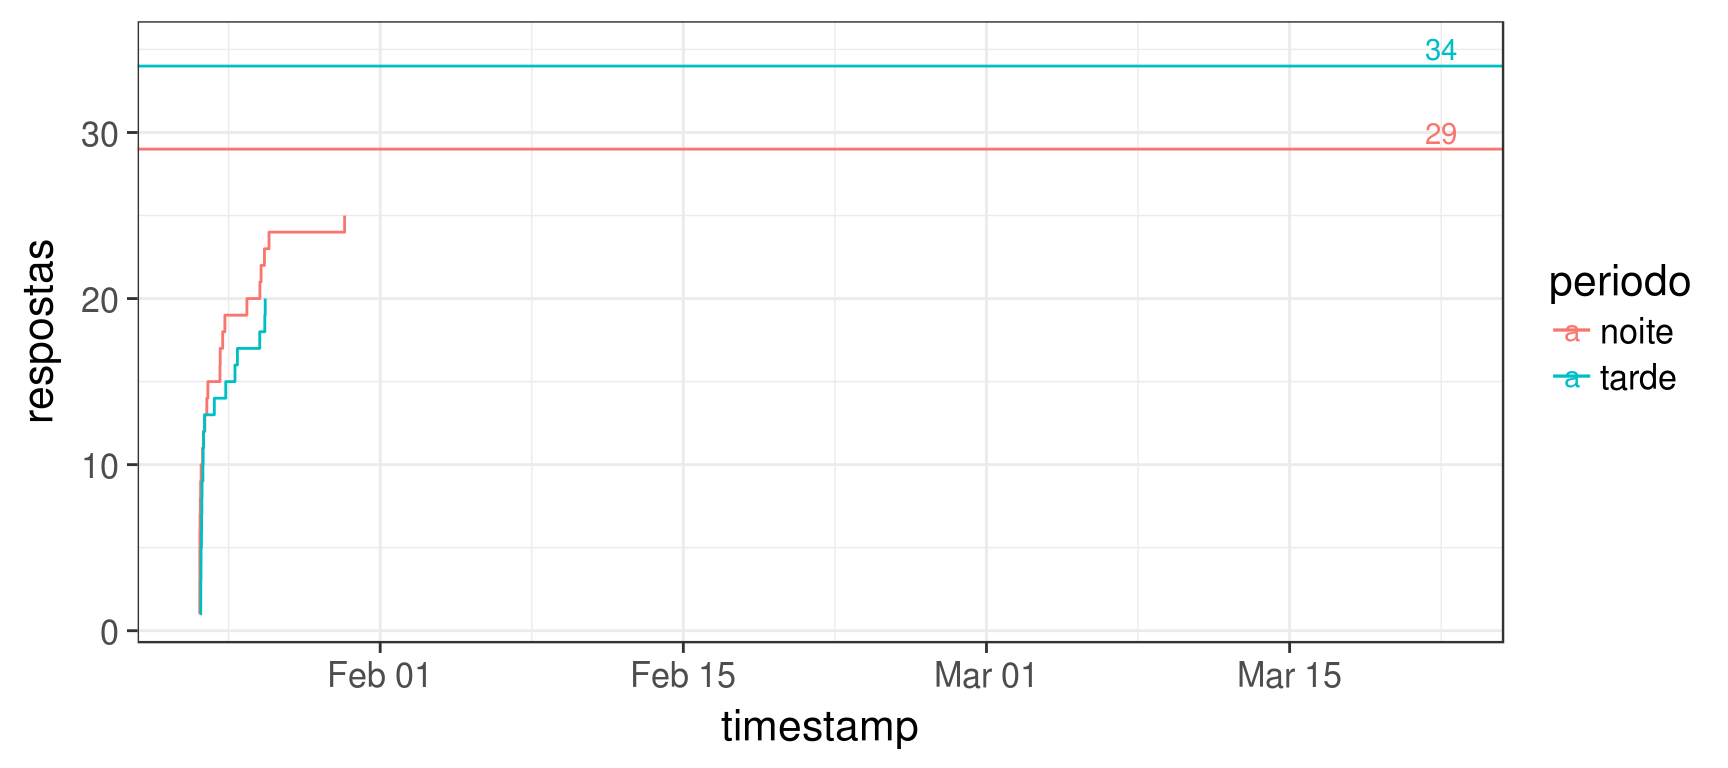 34
30
29
20
10
0
respostas
Feb 01 Feb 15 Mar 01 Mar 15
timestamp
periodo
a noite
a tarde